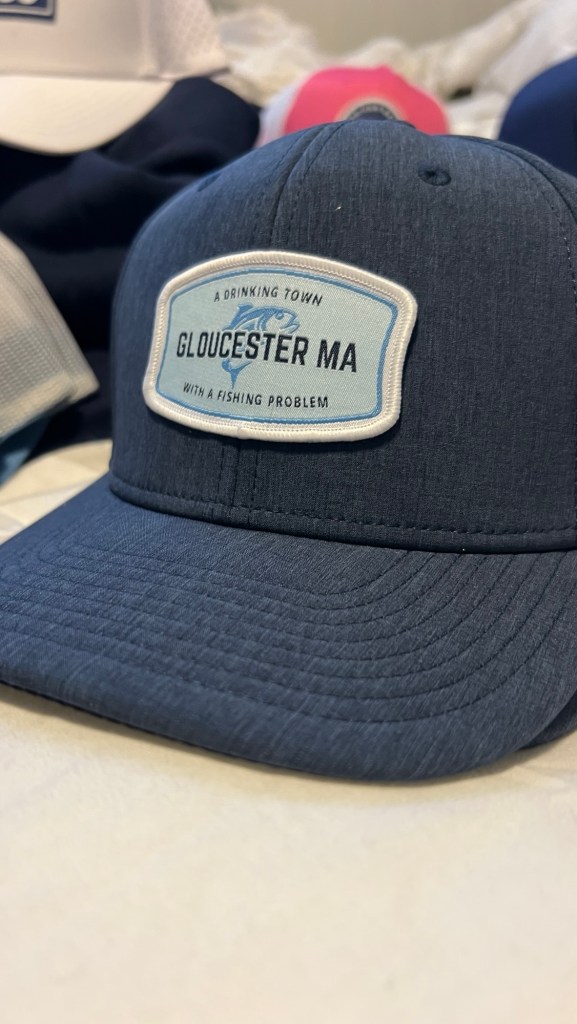 A DRINKING TOWN
GLOUCESTER MA
WITH A FISHING PROBLEM